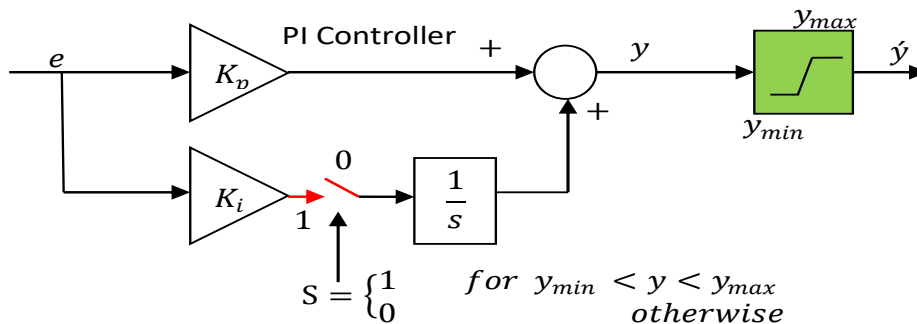 y_max
PI Controller
e
+
y
ý
K_p
+
y_min
0
K_i
1
1/s
S = {1 for y_min < y < y_max
0 otherwise